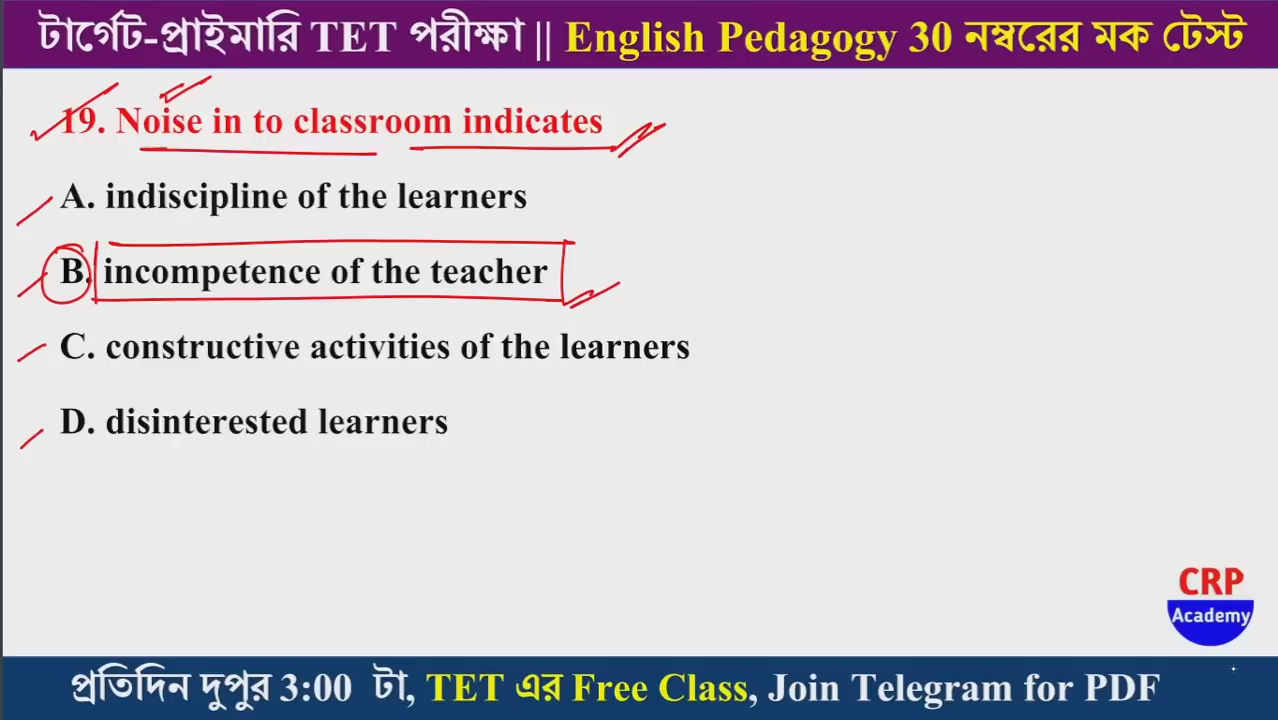 টার্গেট-প্রাইমারি TET পরীক্ষা || English Pedagogy 30 নম্বরের মক টেস্ট
19. Noise in to classroom indicates
A. indiscipline of the learners
B. incompetence of the teacher
C. constructive activities of the learners
D. disinterested learners
CRP
Academy
প্রতিদিন দুপুর 3:00 টা, TET এর Free Class, Join Telegram for PDF